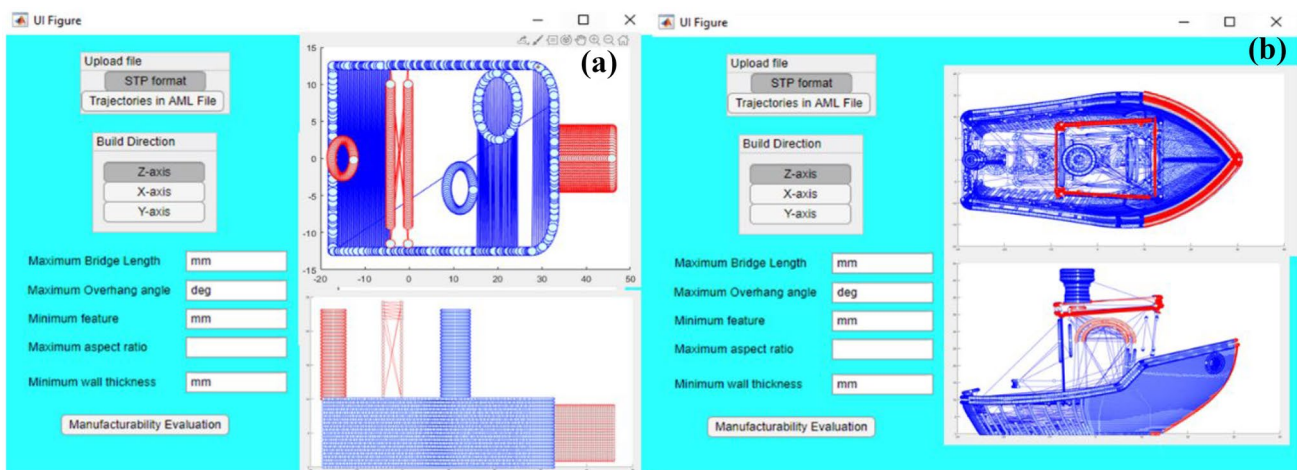 UI Figure
(a)
Upload file
STP format
Trajectories in AML File
Build Direction
Z-axis
X-axis
Y-axis
Maximum Bridge Length mm
Maximum Overhang angle deg
Minimum feature mm
Maximum aspect ratio
Minimum wall thickness mm
Manufacturability Evaluation
15
10
5
0
-5
-10
-15
-20 -10 0 10 20 30 40 50
UI Figure
(b)
Upload file
STP format
Trajectories in AML File
Build Direction
Z-axis
X-axis
Y-axis
Maximum Bridge Length mm
Maximum Overhang angle deg
Minimum feature mm
Maximum aspect ratio
Minimum wall thickness mm
Manufacturability Evaluation